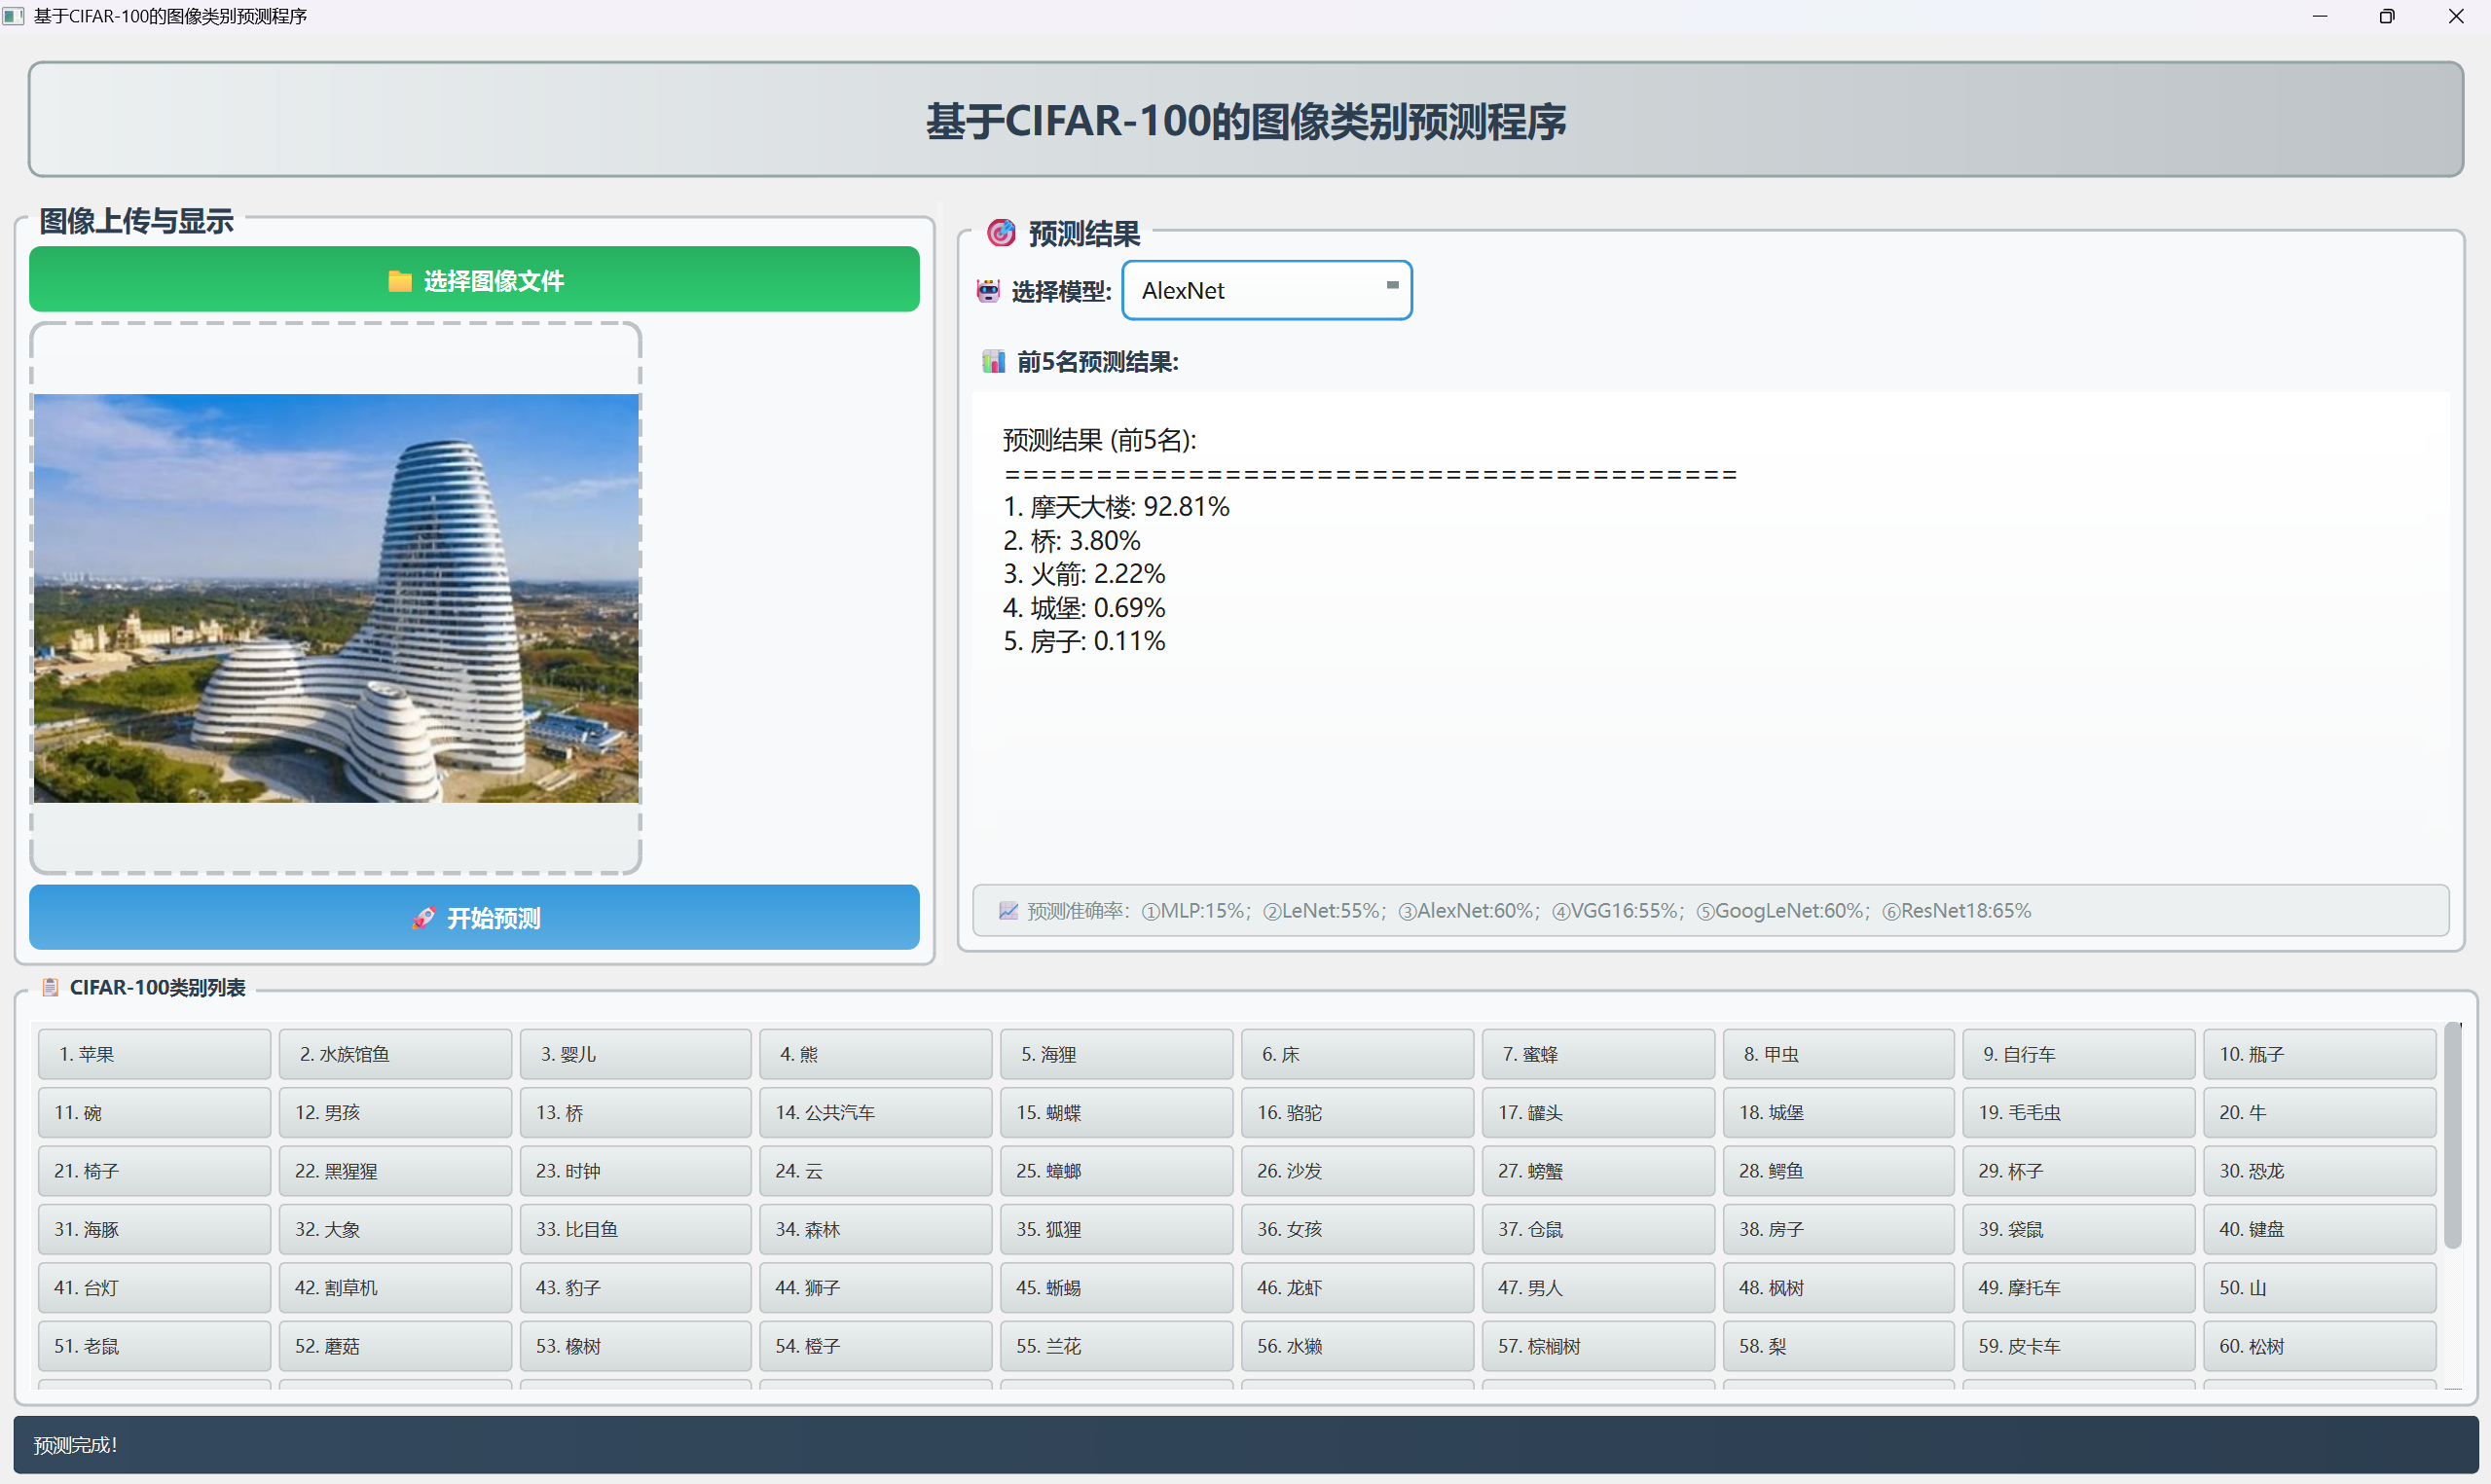 基于CIFAR-100的图像类别预测程序
基于CIFAR-100的图像类别预测程序
图像上传与显示
选择图像文件
开始预测
预测结果
选择模型: AlexNet
前5名预测结果:
预测结果 (前5名):
========================================
1. 摩天大楼: 92.81%
2. 桥: 3.80%
3. 火箭: 2.22%
4. 城堡: 0.69%
5. 房子: 0.11%
预测准确率：①MLP:15%；②LeNet:55%；③AlexNet:60%；④VGG16:55%；⑤GoogLeNet:60%；⑥ResNet18:65%
CIFAR-100类别列表
1. 苹果 2. 水族馆鱼 3. 婴儿 4. 熊 5. 海狸 6. 床 7. 蜜蜂 8. 甲虫 9. 自行车 10. 瓶子
11. 碗 12. 男孩 13. 桥 14. 公共汽车 15. 蝴蝶 16. 骆驼 17. 罐头 18. 城堡 19. 毛毛虫 20. 牛
21. 椅子 22. 黑猩猩 23. 时钟 24. 云 25. 蟑螂 26. 沙发 27. 螃蟹 28. 鳄鱼 29. 杯子 30. 恐龙
31. 海豚 32. 大象 33. 比目鱼 34. 森林 35. 狐狸 36. 女孩 37. 仓鼠 38. 房子 39. 袋鼠 40. 键盘
41. 台灯 42. 割草机 43. 豹子 44. 狮子 45. 蜥蜴 46. 龙虾 47. 男人 48. 枫树 49. 摩托车 50. 山
51. 老鼠 52. 蘑菇 53. 橡树 54. 橙子 55. 兰花 56. 水獭 57. 棕榈树 58. 梨 59. 皮卡车 60. 松树
预测完成！